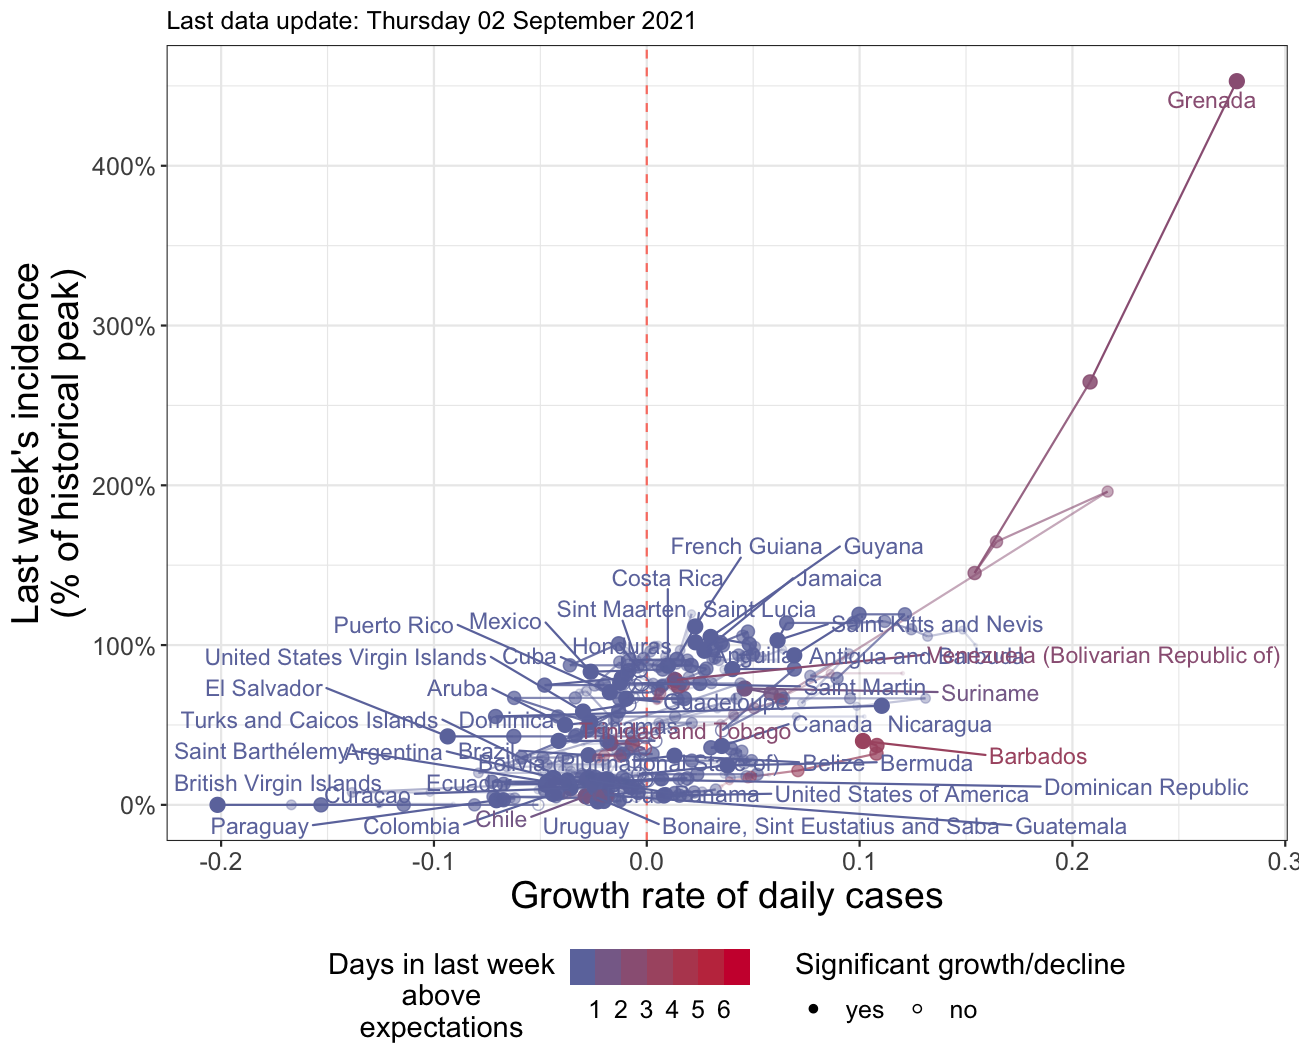 Last data update: Thursday 02 September 2021
Last week's incidence
(% of historical peak)
400%
300%
200%
100%
0%
Grenada
French Guiana
Guyana
Costa Rica
Jamaica
Sint Maarten
Saint Lucia
Puerto Rico
Mexico
Saint Kitts and Nevis
Honduras
United States Virgin Islands
Cuba
Anguilla
Antigua and Barbuda
Venezuela (Bolivarian Republic of)
El Salvador
Aruba
Saint Martin
Suriname
Guadeloupe
Turks and Caicos Islands
Dominica
Bahamas
Trinidad and Tobago
Canada
Nicaragua
Saint Barthélemy
Argentina
Brazil
Bolivia (Plurinational State of)
Belize
Bermuda
Barbados
British Virgin Islands
Ecuador
Dominican Republic
Curaçao
Panama
United States of America
Paraguay
Colombia
Chile
Uruguay
Bonaire, Sint Eustatius and Saba
Guatemala
-0.2
-0.1
0.0
0.1
0.2
0.3
Growth rate of daily cases
Days in last week
above
expectations
1 2 3 4 5 6
Significant growth/decline
yes
no